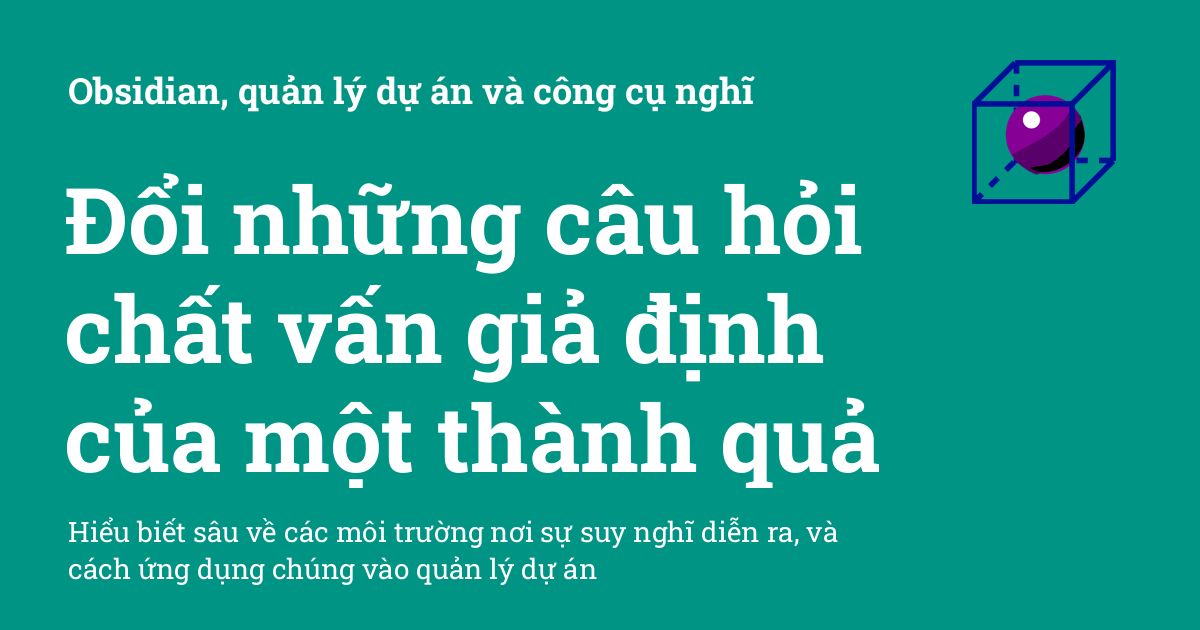 Obsidian, quản lý dự án và công cụ nghĩ
Đổi những câu hỏi
chất vấn giả định
của một thành quả
Hiểu biết sâu về các môi trường nơi sự suy nghĩ diễn ra, và
cách ứng dụng chúng vào quản lý dự án